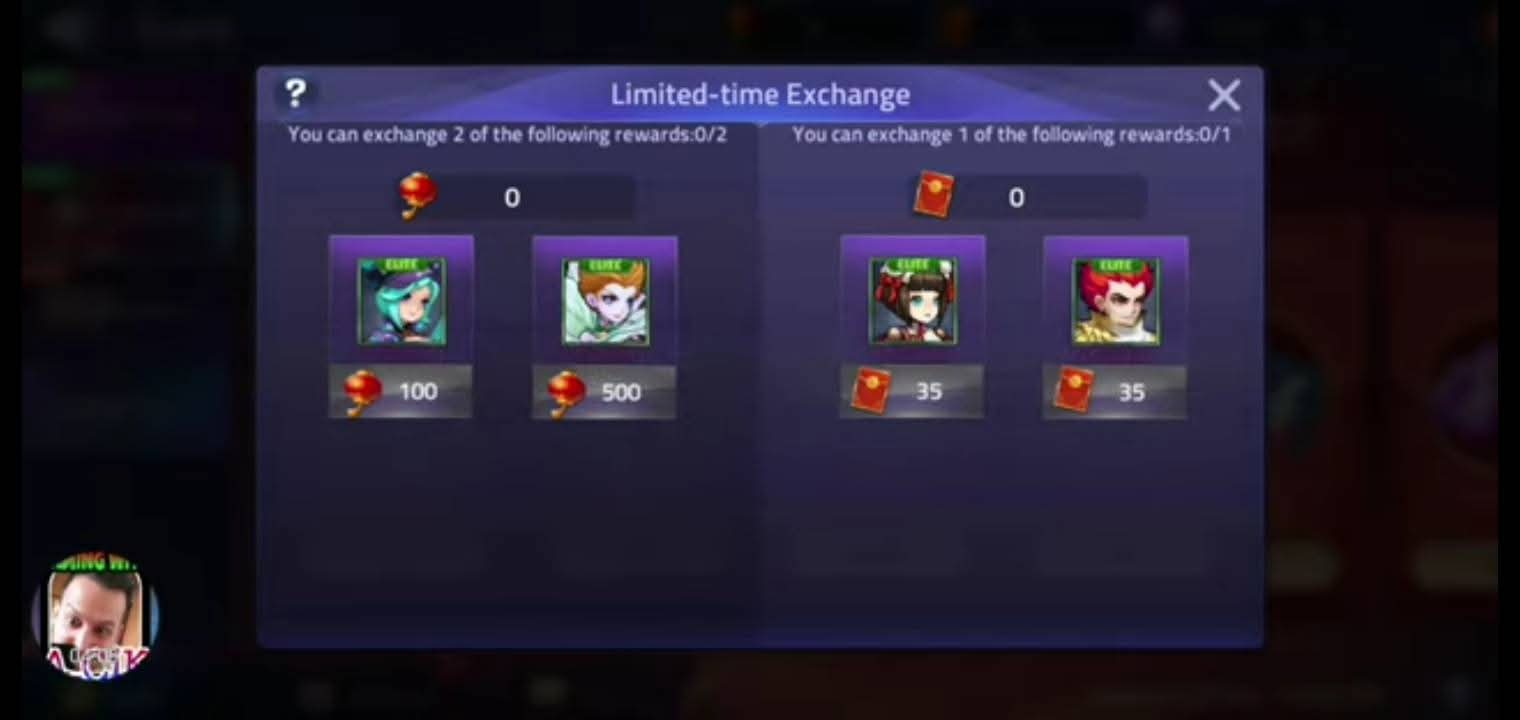 ?
Limited-time Exchange
You can exchange 2 of the following rewards:0/2
You can exchange 1 of the following rewards:0/1
0
0
ELITE
ELITE
ELITE
ELITE
100
500
35
35